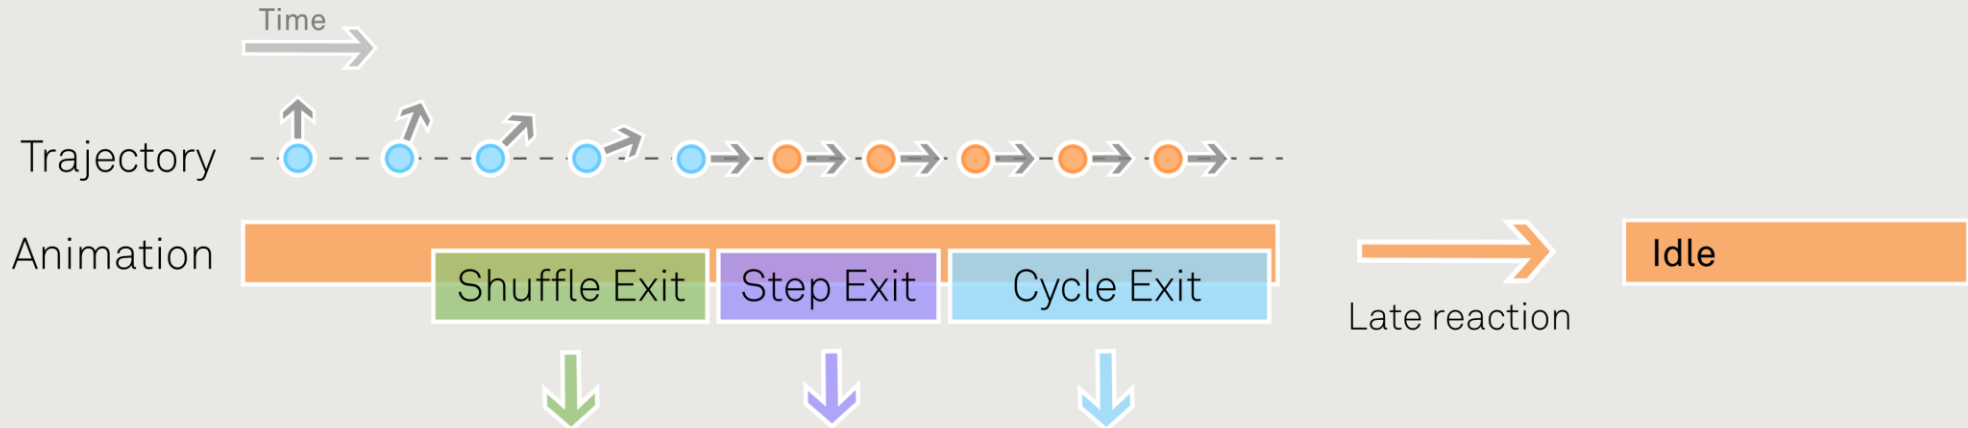 Time
Trajectory
Animation
Shuffle Exit
Step Exit
Cycle Exit
Late reaction
Idle